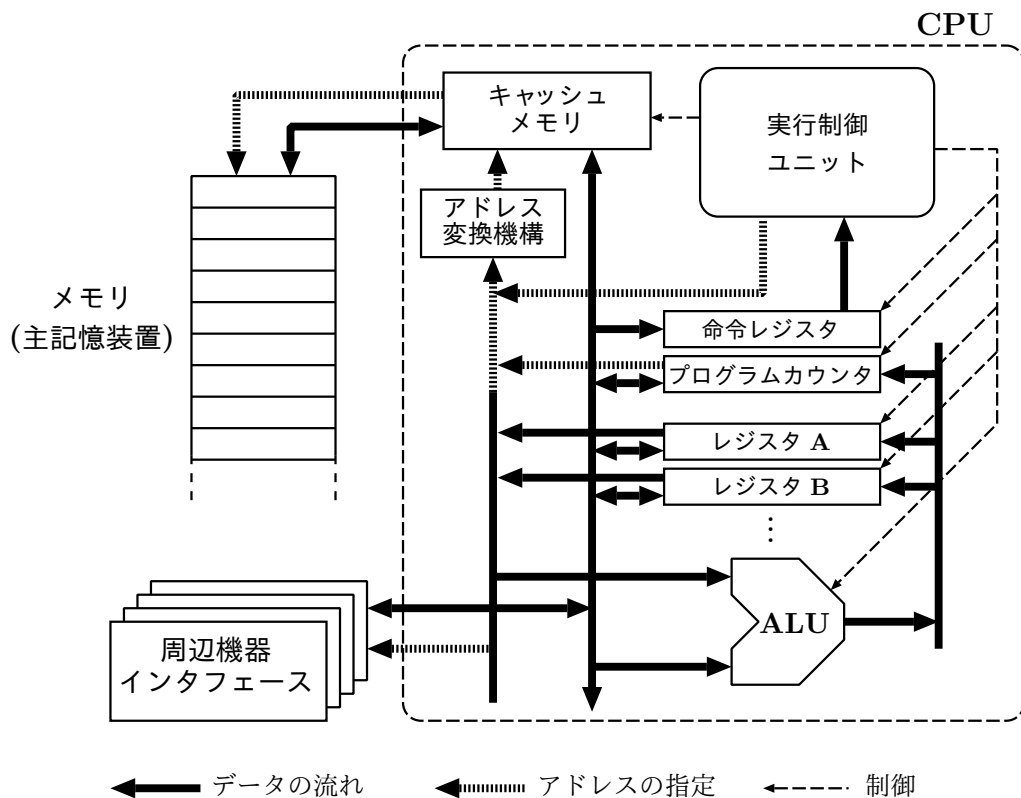 CPU
キャッシュ
メモリ
実行制御
ユニット
アドレス
変換機構
メモリ
(主記憶装置)
命令レジスタ
プログラムカウンタ
レジスタ A
レジスタ B
⋮
ALU
周辺機器
インタフェース
データの流れ
アドレスの指定
制御